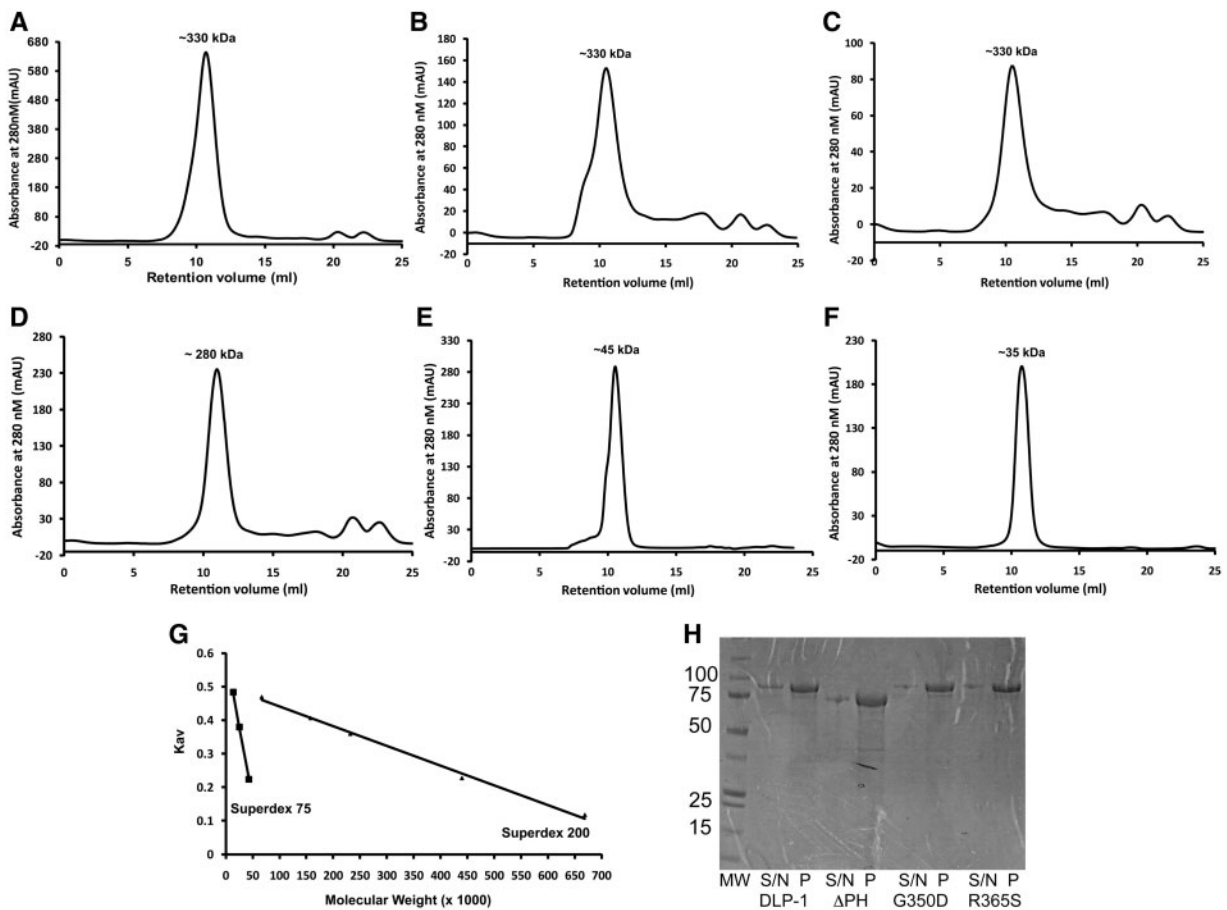 A
~330 kDa
Absorbance at 280nM(mAU)
680
580
480
380
280
180
80
-20
0 5 10 15 20 25
Retention volume (ml)
B
~330 kDa
Absorbance at 280 nM (mAU)
180
160
140
120
100
80
60
40
20
0
-20
0 5 10 15 20 25
Retention volume (ml)
C
~330 kDa
Absorbance at 280 nM (mAU)
100
80
60
40
20
0
-20
0 5 10 15 20 25
Retention volume (ml)
D
~ 280 kDa
Absorbance at 280 nM (mAU)
280
230
180
130
80
30
-20
0 5 10 15 20 25
Retention volume (ml)
E
~45 kDa
Absorbance at 280 nM (mAU)
330
280
230
180
130
80
30
-20
0 5 10 15 20 25
Retention volume (ml)
F
~35 kDa
Absorbance at 280 nM (mAU)
230
180
130
80
30
-20
0 5 10 15 20 25
Retention volume (ml)
G
Kav
0.6
0.5
0.4
0.3
0.2
0.1
0
Superdex 75
Superdex 200
0 50 100 150 200 250 300 350 400 450 500 550 600 650 700
Molecular Weight (x 1000)
H
100
75
50
25
15
MW S/N P S/N P S/N P S/N P
DLP-1 ΔPH G350D R365S